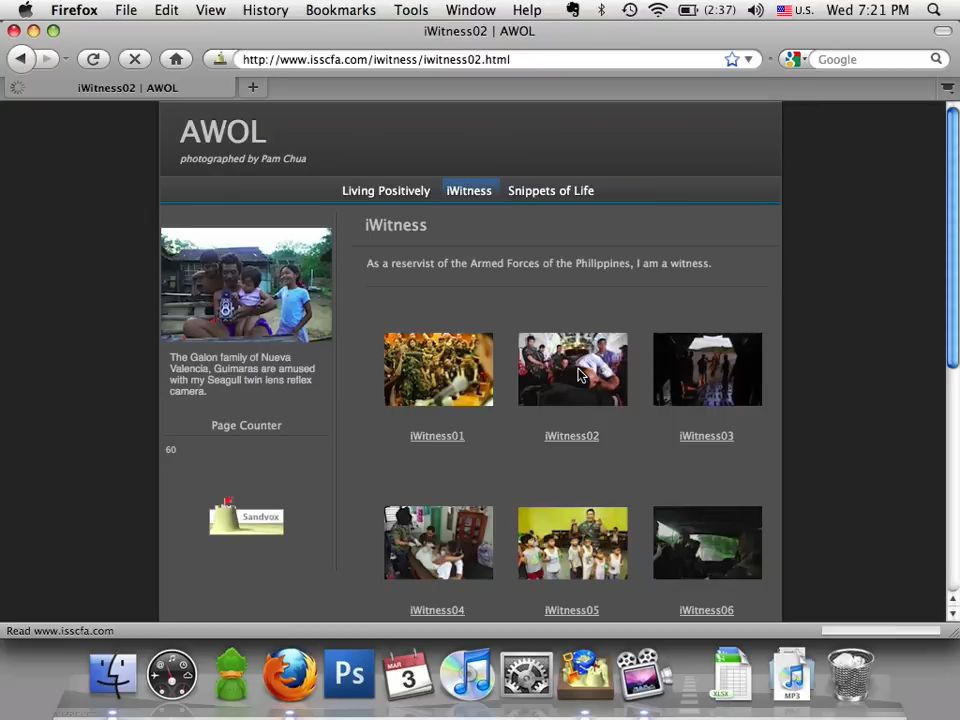 Firefox File Edit View History Bookmarks Tools Window Help (2:37) U.S. Wed 7:21 PM
iWitness02 | AWOL
http://www.isscfa.com/iwitness/iwitness02.html Google
iWitness02 | AWOL
AWOL
photographed by Pam Chua
Living Positively iWitness Snippets of Life
iWitness
As a reservist of the Armed Forces of the Philippines, I am a witness.
The Galon family of Nueva
Valencia, Guimaras are amused
with my Seagull twin lens reflex
camera.
Page Counter
60
Sandvox
iWitness01 iWitness02 iWitness03
iWitness04 iWitness05 iWitness06
Read www.isscfa.com
Ps
MAR
3
XLSX
MP3